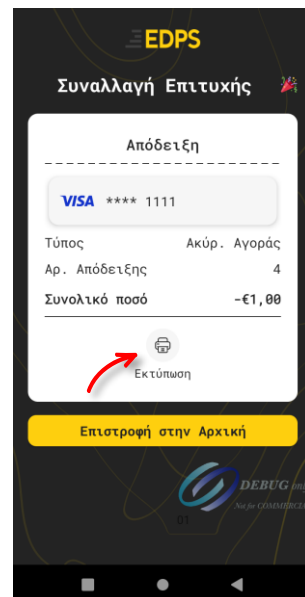 EDPS
Συναλλαγή Επιτυχής
Απόδειξη
VISA **** 1111
Τύπος Ακύρ. Αγοράς
Αρ. Απόδειξης 4
Συνολικό ποσό -€1,00
Εκτύπωση
Επιστροφή στην Αρχική
DEBUG onl
Not for COMMERCIA
01